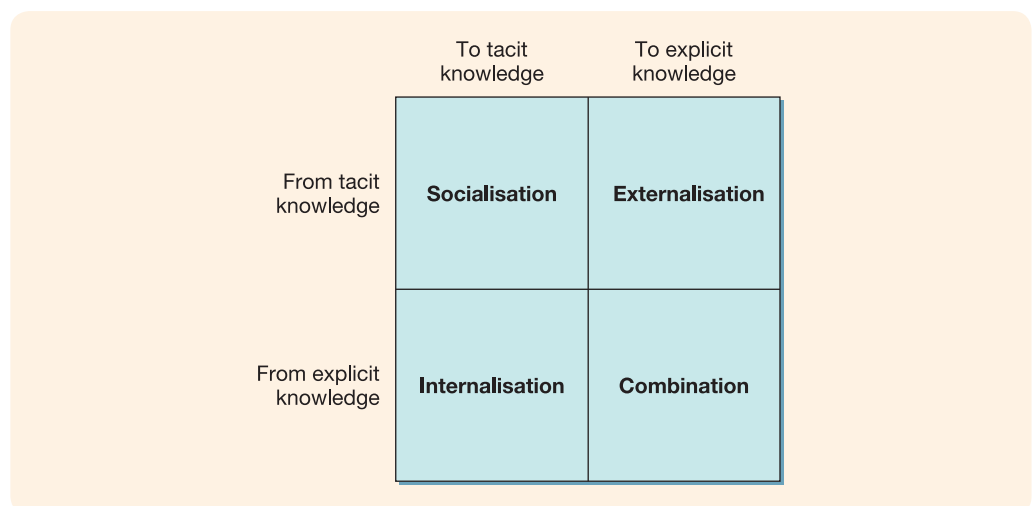 To tacit
knowledge
To explicit
knowledge
From tacit
knowledge
Socialisation
Externalisation
From explicit
knowledge
Internalisation
Combination